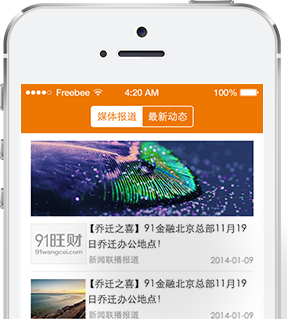 Freebee 4:20 AM 100%
媒体报道 最新动态
【乔迁之喜】91金融北京总部11月19
日乔迁办公地点!
新闻联播报道 2014-01-09
91旺财
91wangcai.com
【乔迁之喜】91金融北京总部11月19
日乔迁办公地点!
新闻联播报道 2014-01-09